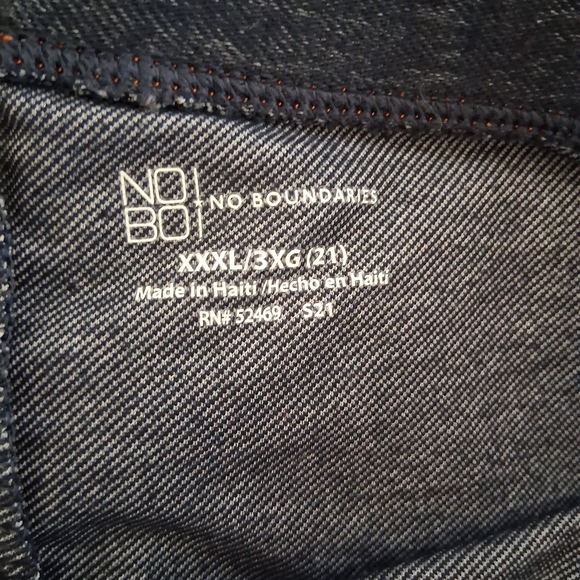 NO
BO
NO BOUNDARIES
XXXL/3XG (21)
Made in Haiti /Hecho en Haiti
RN# 52469 S21